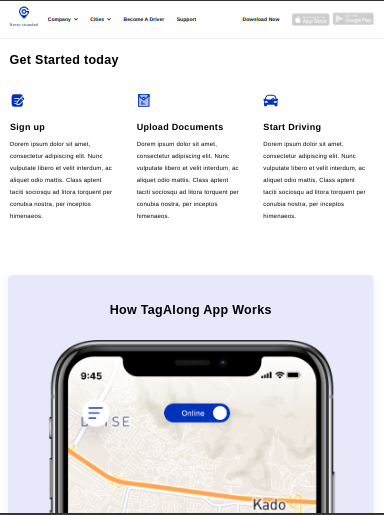 Company Cities Become A Driver Support Download Now App Store Google Play
Never stranded
Get Started today
Sign up
Dorem ipsum dolor sit amet,
consectetur adipiscing elit. Nunc
vulputate libero et velit interdum, ac
aliquet odio mattis. Class aptent
taciti sociosqu ad litora torquent per
conubia nostra, per inceptos
himenaeos.
Upload Documents
Dorem ipsum dolor sit amet,
consectetur adipiscing elit. Nunc
vulputate libero et velit interdum, ac
aliquet odio mattis. Class aptent
taciti sociosqu ad litora torquent per
conubia nostra, per inceptos
himenaeos.
Start Driving
Dorem ipsum dolor sit amet,
consectetur adipiscing elit. Nunc
vulputate libero et velit interdum, ac
aliquet odio mattis. Class aptent
taciti sociosqu ad litora torquent per
conubia nostra, per inceptos
himenaeos.
How TagAlong App Works
9:45
Online
Kado